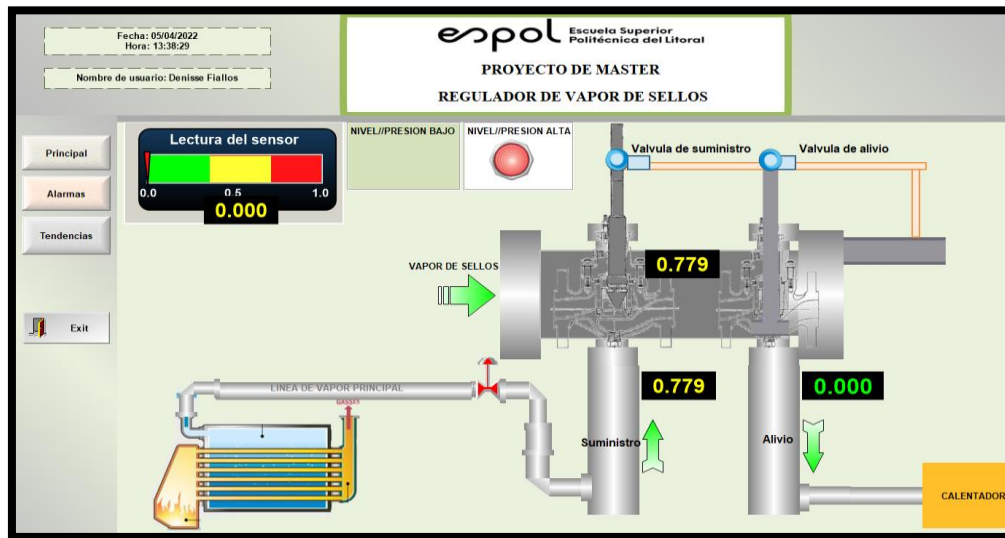 Fecha: 05/04/2022
Hora: 13:38:29
Nombre de usuario: Denisse Fiallos
espol Escuela Superior
Politécnica del Litoral
PROYECTO DE MASTER
REGULADOR DE VAPOR DE SELLOS
Principal
Alarmas
Tendencias
Exit
Lectura del sensor
0.0 0.5 1.0
0.000
NIVEL//PRESION BAJO
NIVEL//PRESION ALTA
Valvula de suministro
Valvula de alivio
VAPOR DE SELLOS
0.779
LINEA DE VAPOR PRINCIPAL
GASSES
0.779
0.000
Suministro
Alivio
CALENTADOR